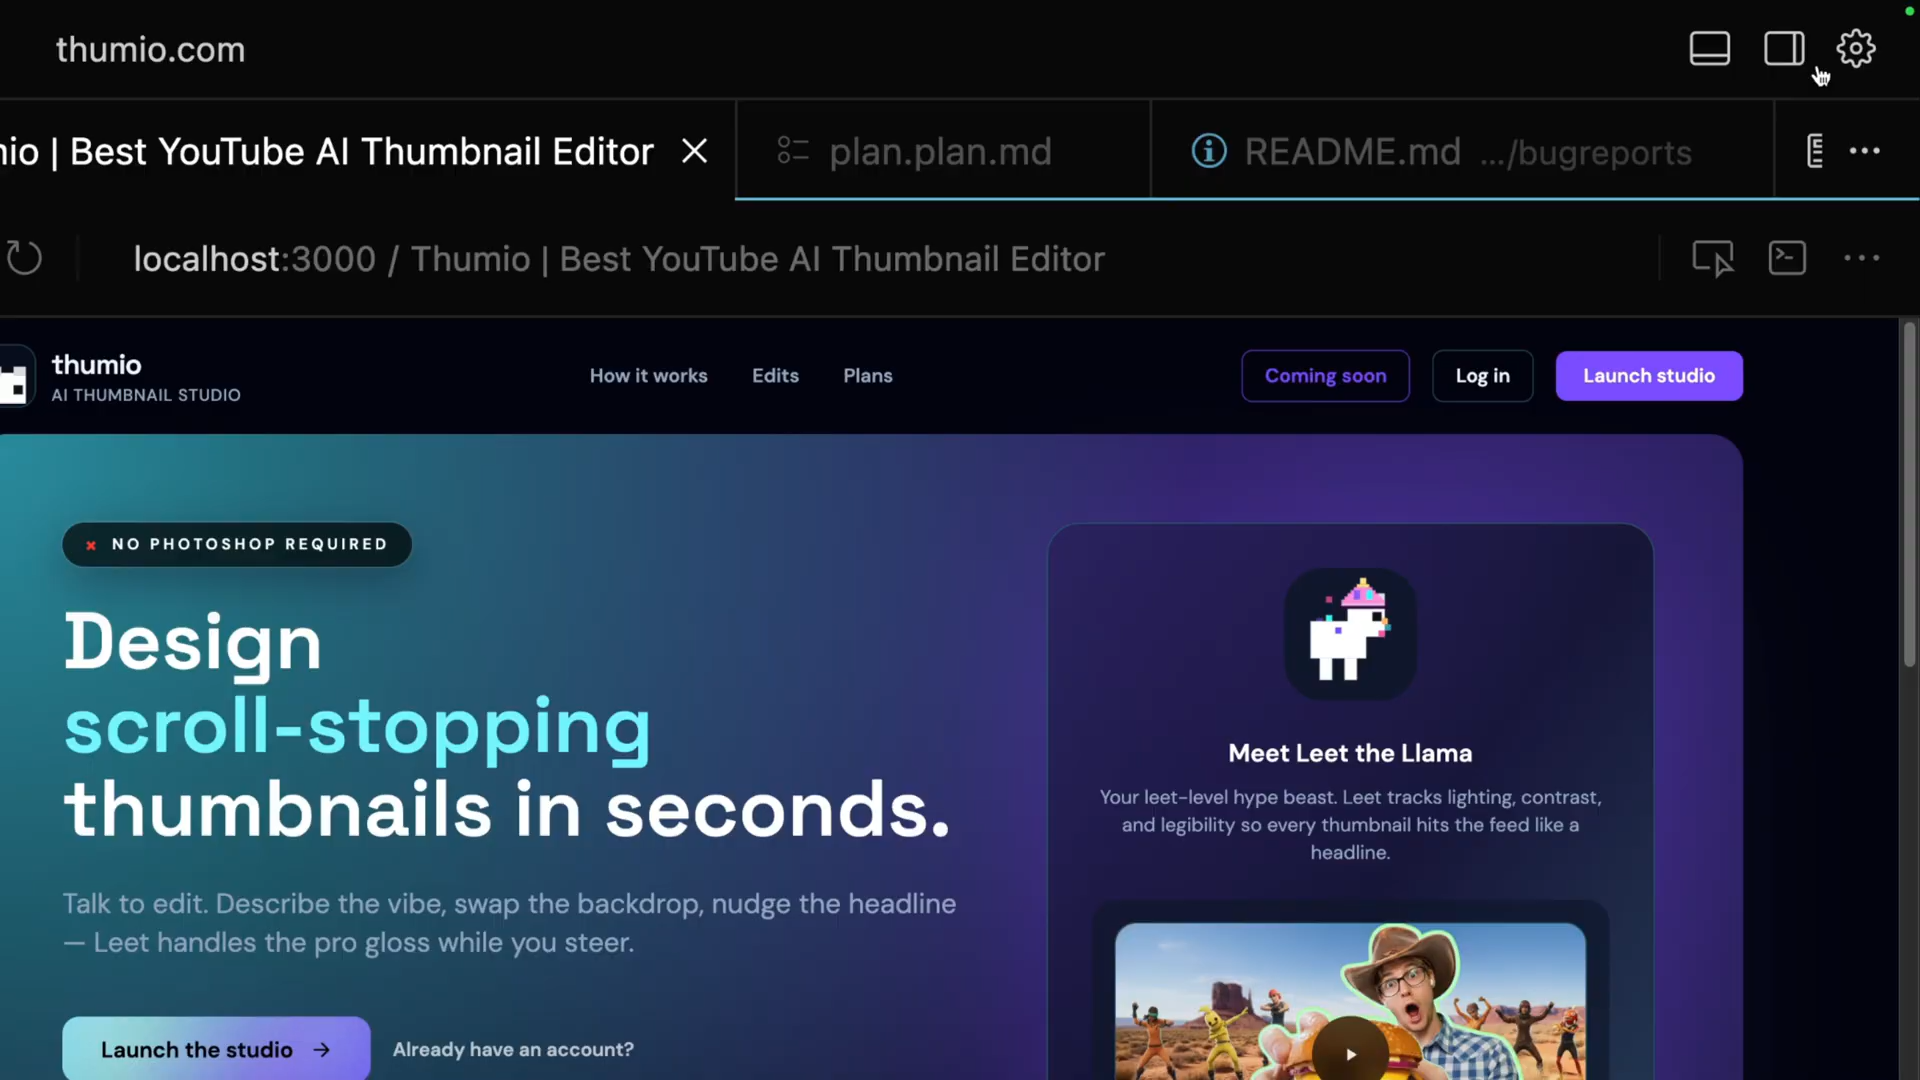 thumio.com
io | Best YouTube AI Thumbnail Editor
plan.plan.md
README.md .../bugreports
localhost:3000 / Thumio | Best YouTube AI Thumbnail Editor
thumio
AI THUMBNAIL STUDIO
How it works
Edits
Plans
Coming soon
Log in
Launch studio
NO PHOTOSHOP REQUIRED
Design
scroll-stopping
thumbnails in seconds.
Talk to edit. Describe the vibe, swap the backdrop, nudge the headline
— Leet handles the pro gloss while you steer.
Launch the studio →
Already have an account?
Meet Leet the Llama
Your leet-level hype beast. Leet tracks lighting, contrast,
and legibility so every thumbnail hits the feed like a
headline.